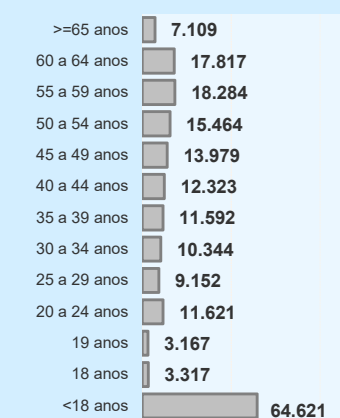 >=65 anos 7.109
60 a 64 anos 17.817
55 a 59 anos 18.284
50 a 54 anos 15.464
45 a 49 anos 13.979
40 a 44 anos 12.323
35 a 39 anos 11.592
30 a 34 anos 10.344
25 a 29 anos 9.152
20 a 24 anos 11.621
19 anos 3.167
18 anos 3.317
<18 anos 64.621